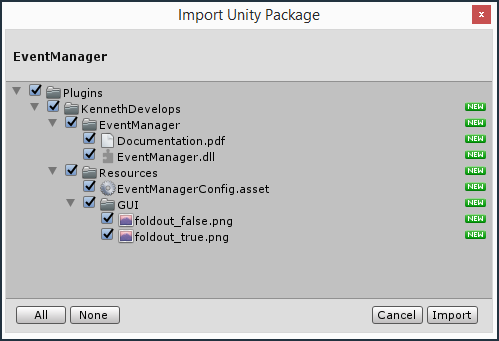 Import Unity Package
x
EventManager
Plugins
KennethDevelops NEW
EventManager NEW
Documentation.pdf NEW
EventManager.dll NEW
Resources NEW
EventManagerConfig.asset NEW
GUI NEW
foldout_false.png NEW
foldout_true.png NEW
All None Cancel Import